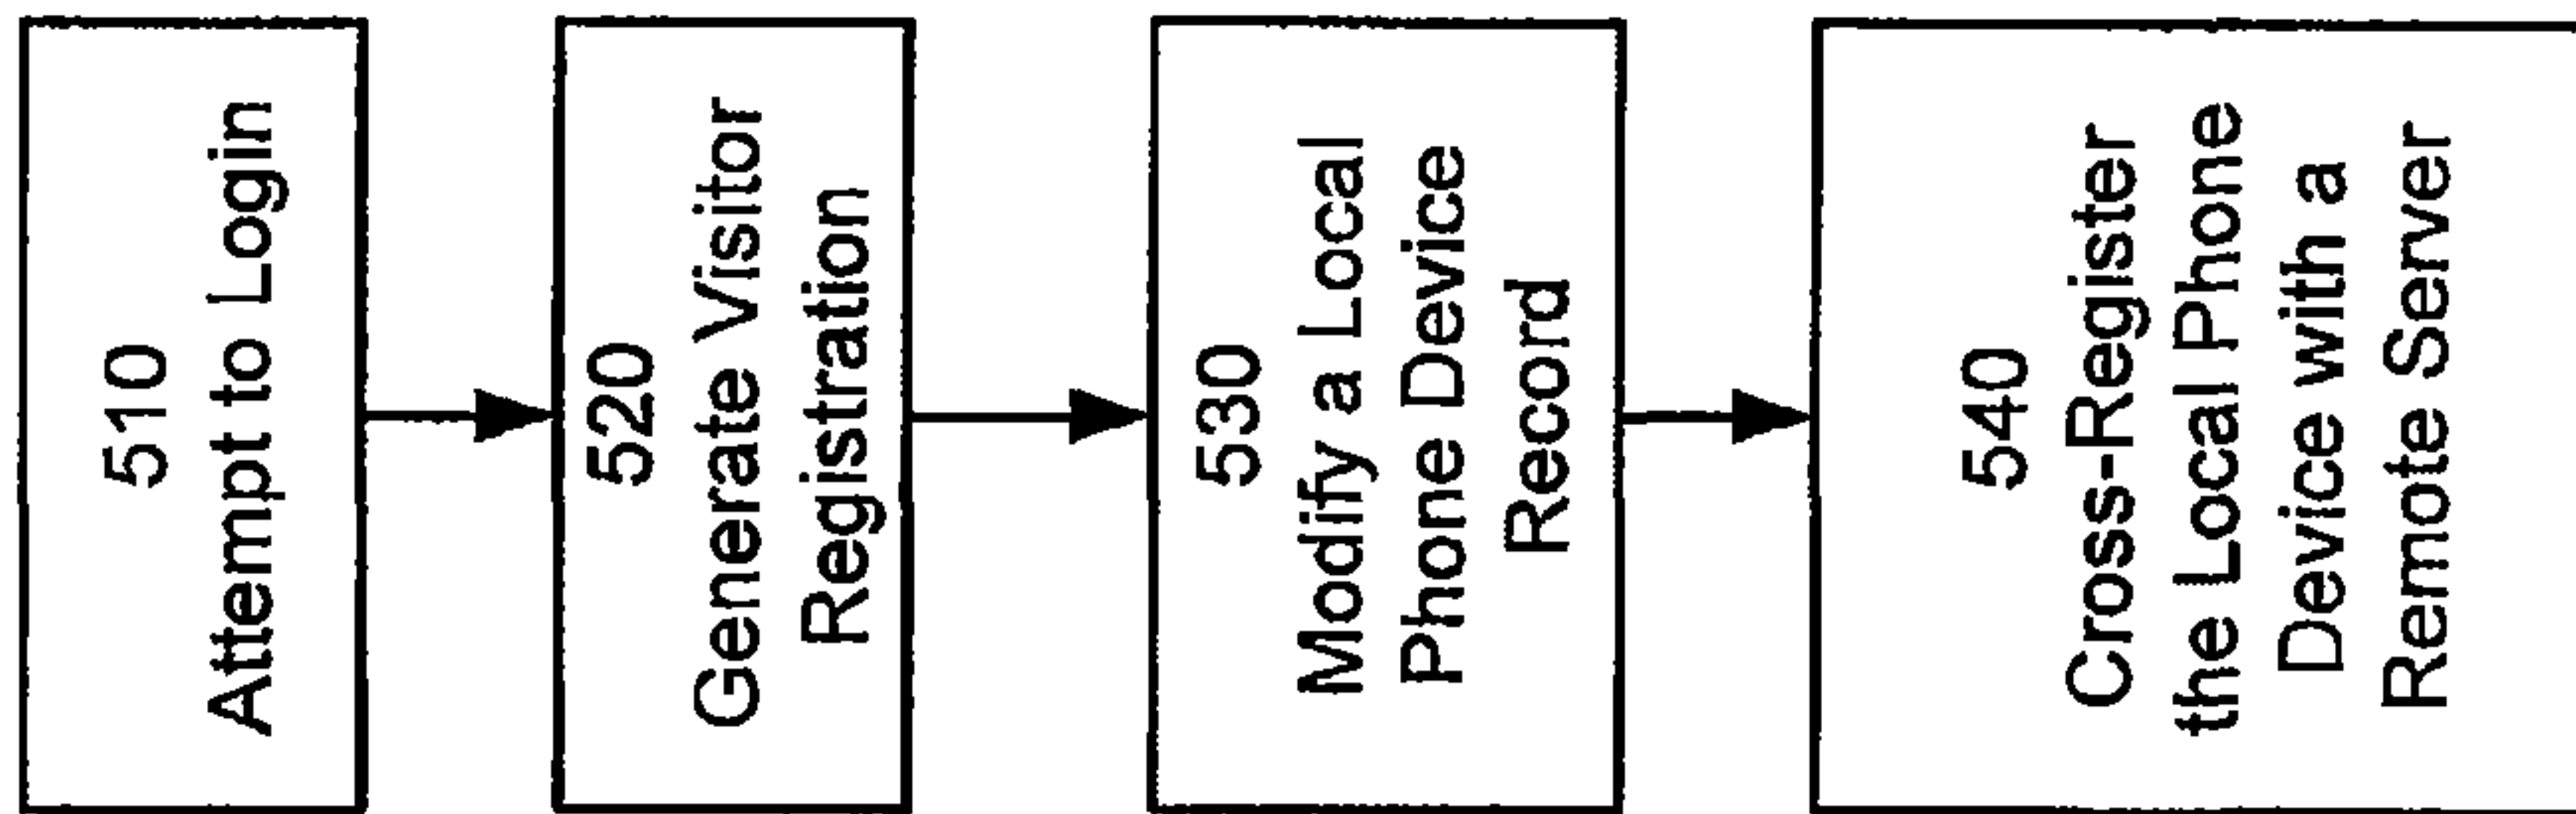 510
Attempt to Login
520
Generate Visitor
Registration
530
Modify a Local
Phone Device
Record
540
Cross-Register
the Local Phone
Device with a
Remote Server